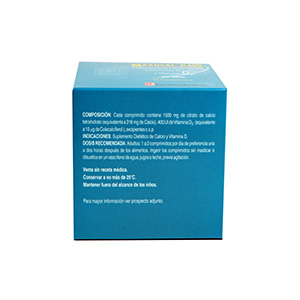 COMPOSICIÓN: Cada comprimido contiene 1500 mg de citrato de calcio
tetrahidrato (equivalente a 316 mg de Calcio), 400 UI de Vitamina D3 (equivalente
a 10 µg de Colecalciferol), excipientes c.s.p.
INDICACIONES: Suplemento Dietético de Calcio y Vitamina D.
DOSIS RECOMENDADA: Adultos: 1 a 2 comprimidos por día de preferencia una
a dos horas después de los alimentos. Ingerir los comprimidos sin masticar o
disueltos en un vaso lleno de agua, jugos o leche, previa agitación.
Venta sin receta médica.
Conservar a no más de 25°C.
Mantener fuera del alcance de los niños.
Para mayor información ver prospecto adjunto.